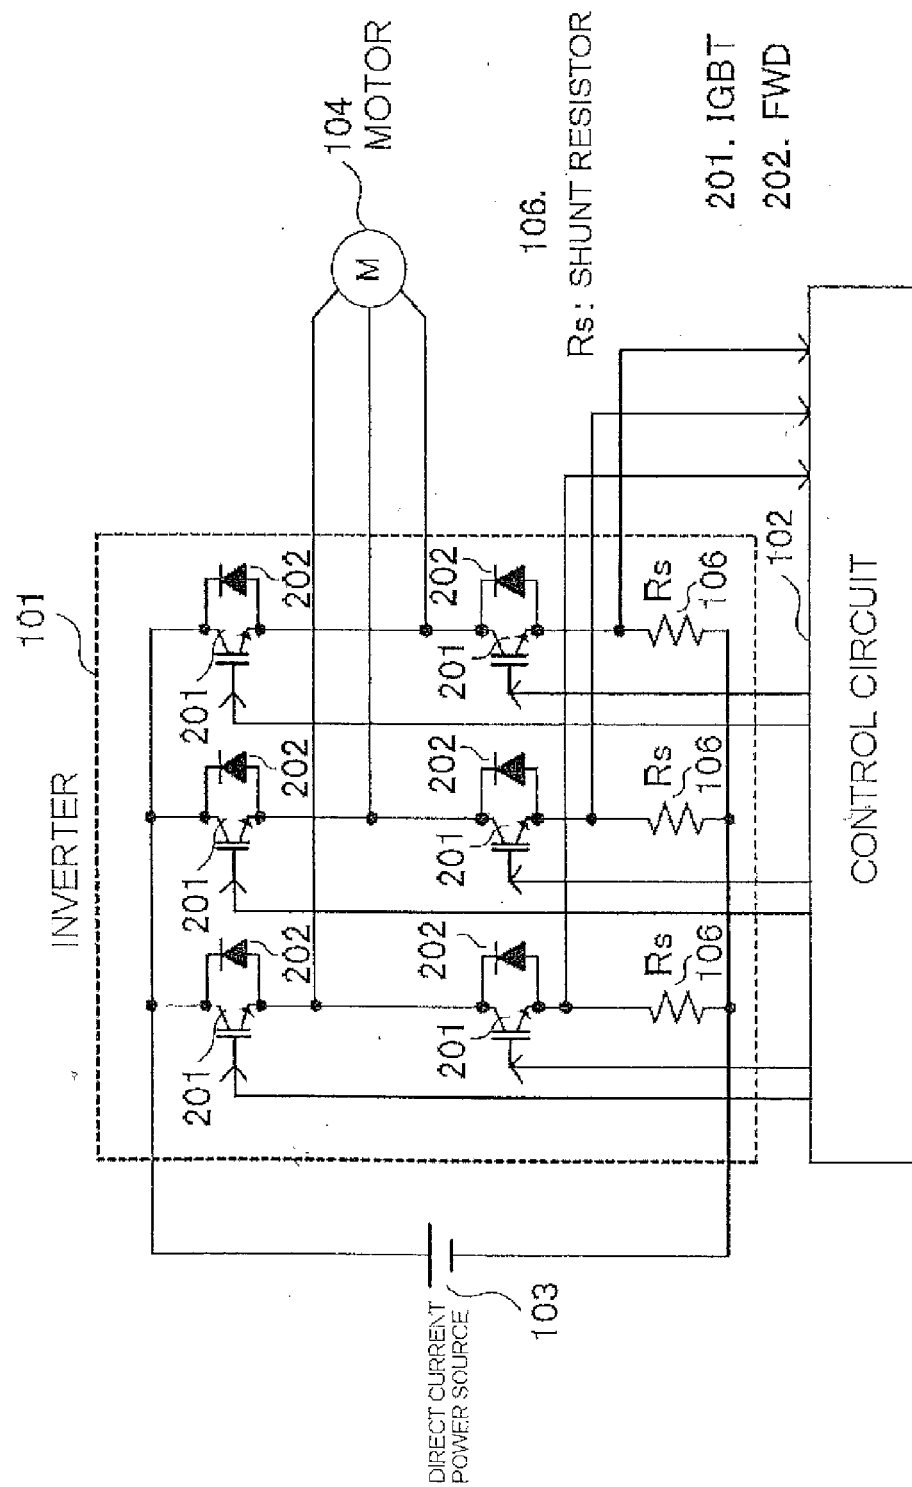 INVERTER
101
201
202
201
202
201
202
104
MOTOR
M
201
202
201
202
201
202
106.
Rs: SHUNT RESISTOR
Rs
106
Rs
106
Rs
106
DIRECT CURRENT
POWER SOURCE
103
102
CONTROL CIRCUIT
201. IGBT
202. FWD